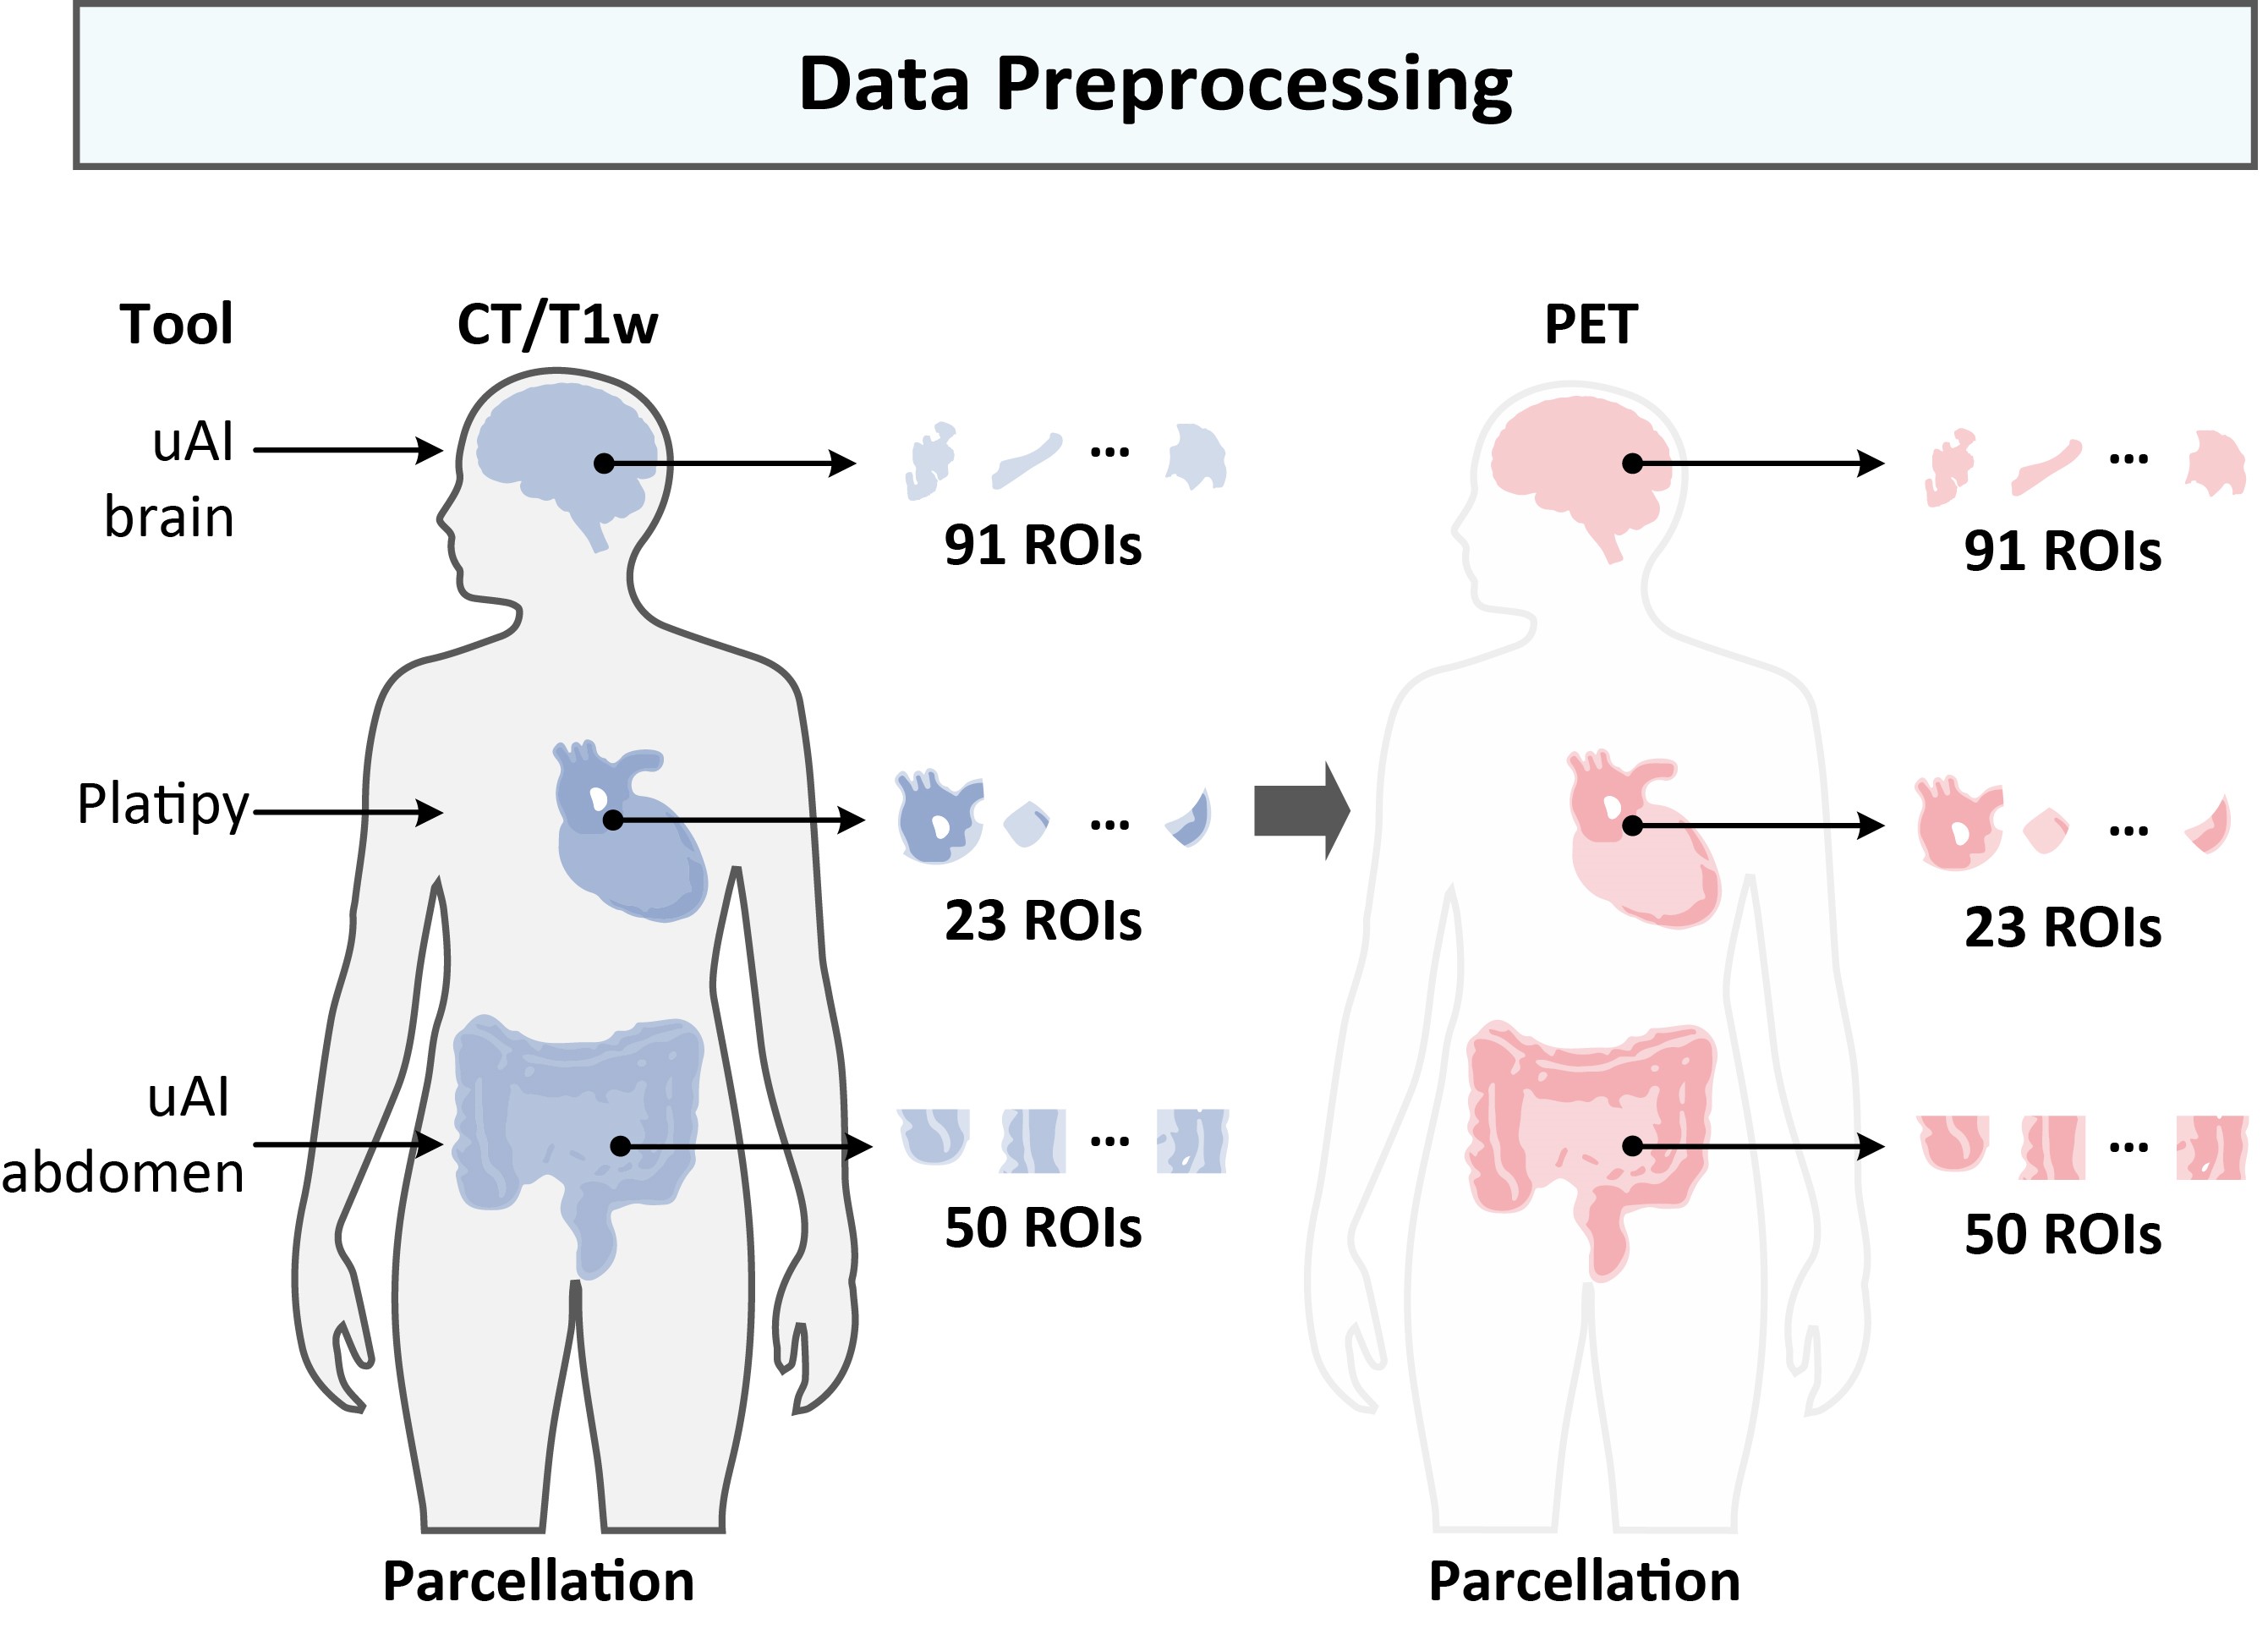 Data Preprocessing
Tool
CT/T1w
PET
uAI
brain
...
91 ROIs
...
91 ROIs
Platipy
...
23 ROIs
...
23 ROIs
uAI
abdomen
...
50 ROIs
...
50 ROIs
Parcellation
Parcellation